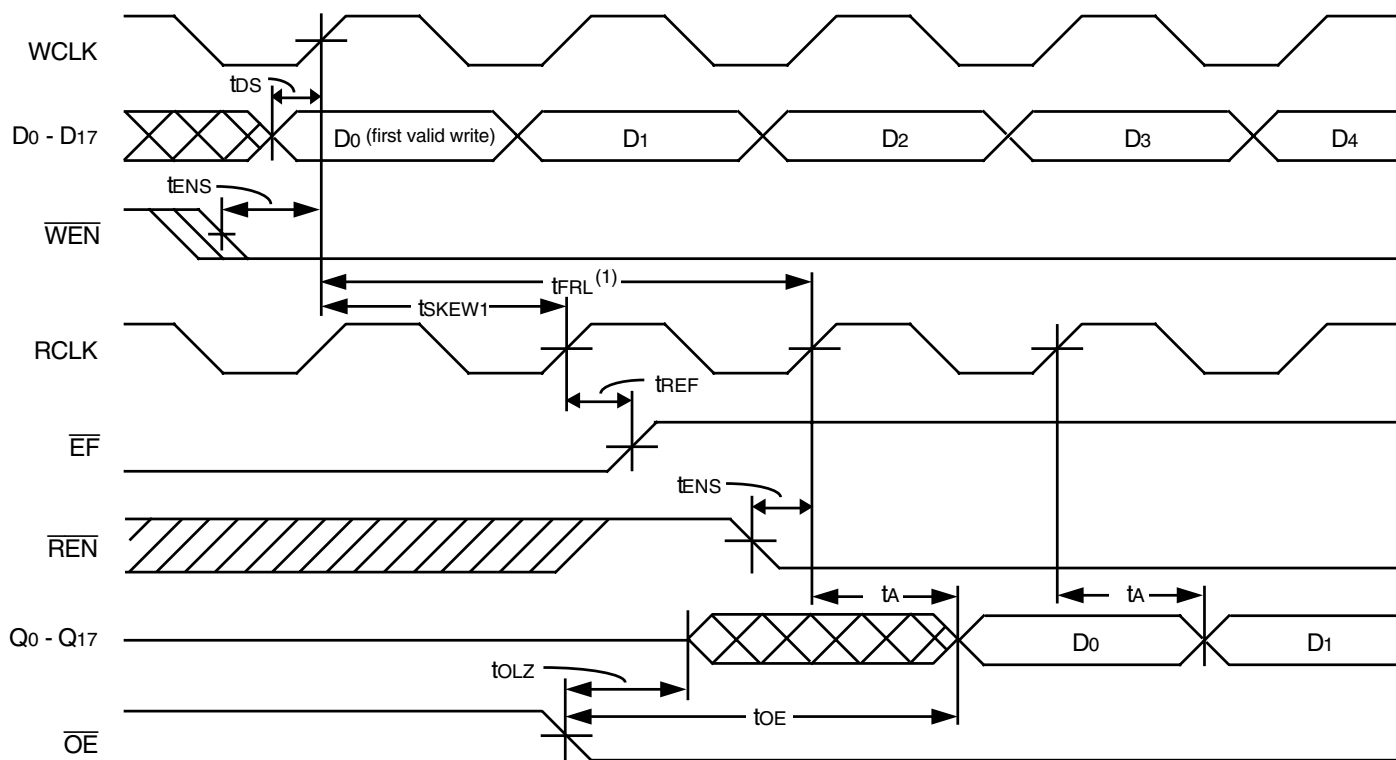 WCLK
tDS
D0 - D17
D0 (first valid write)
D1
D2
D3
D4
tENS
WEN
tFRL(1)
tSKEW1
RCLK
tREF
EF
tENS
REN
tA
tA
Q0 - Q17
D0
D1
tOLZ
tOE
OE